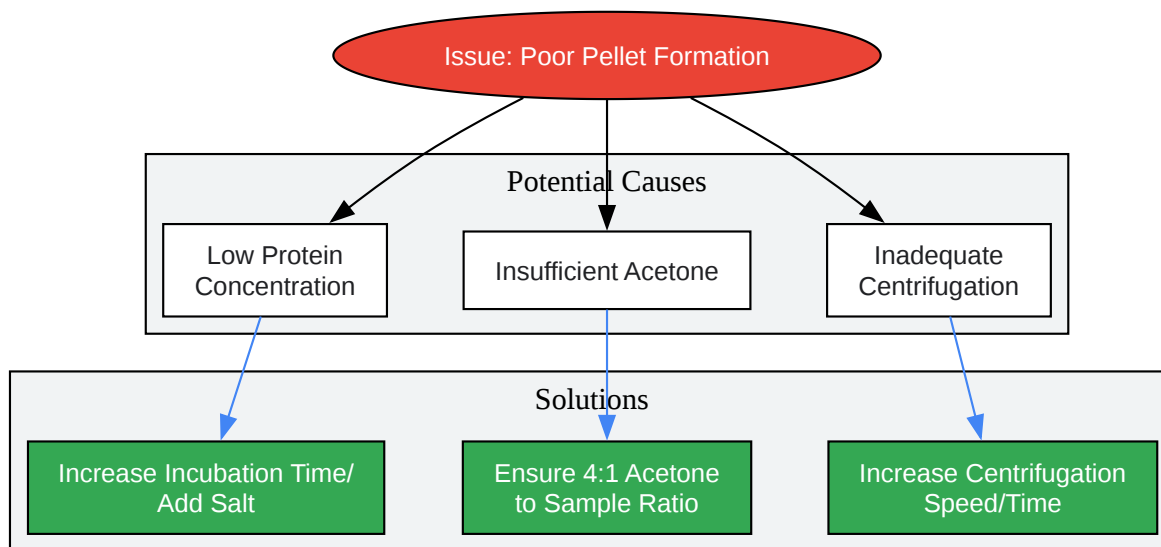 Issue: Poor Pellet Formation
Potential Causes
Low Protein
Concentration
Insufficient Acetone
Inadequate
Centrifugation
Solutions
Increase Incubation Time/
Add Salt
Ensure 4:1 Acetone
to Sample Ratio
Increase Centrifugation
Speed/Time